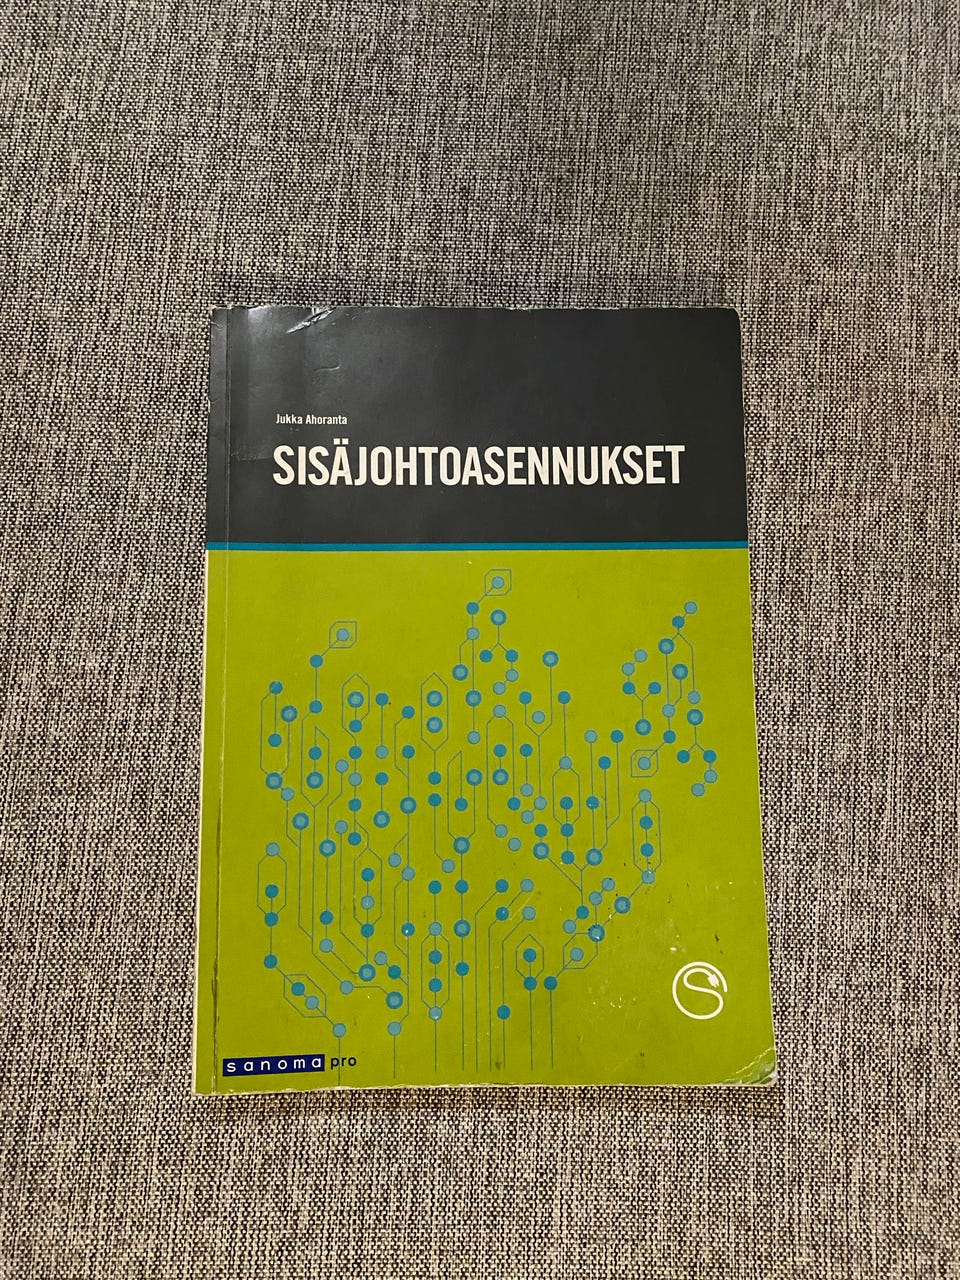 Jukka Ahoranta
SISÄJOHTOASENNUKSET
sanoma pro